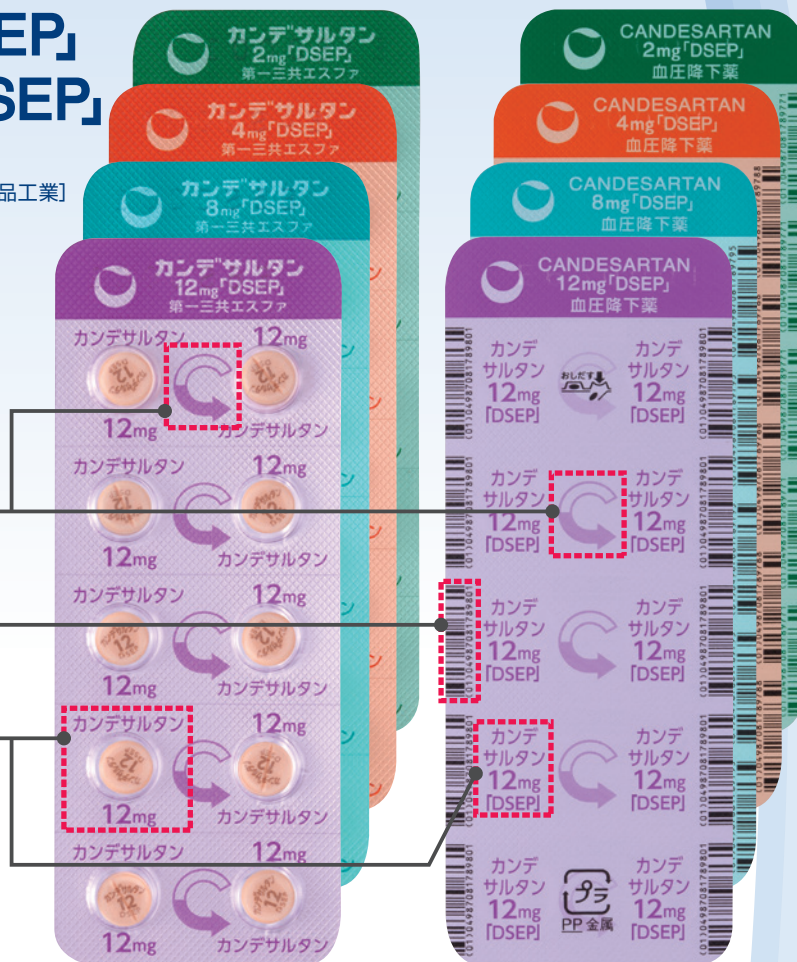 EP」
SEP」
品工業]
カンデサルタン
2mg「DSEP」
第一三共エスファ
カンデサルタン
4mg「DSEP」
第一三共エスファ
カンデサルタン
8mg「DSEP」
第一三共エスファ
カンデサルタン
12mg「DSEP」
第一三共エスファ
カンデサルタン 12mg
12mg カンデサルタン
カンデサルタン 12mg
12mg カンデサルタン
カンデサルタン 12mg
12mg カンデサルタン
カンデサルタン 12mg
12mg カンデサルタン
カンデサルタン 12mg
12mg カンデサルタン
CANDESARTAN
2mg「DSEP」
血圧降下薬
CANDESARTAN
4mg「DSEP」
血圧降下薬
CANDESARTAN
8mg「DSEP」
血圧降下薬
CANDESARTAN
12mg「DSEP」
血圧降下薬
カンデ カンデ
サルタン おしだす サルタン
12mg 12mg
「DSEP」 「DSEP」
カンデ カンデ
サルタン サルタン
12mg 12mg
「DSEP」 「DSEP」
カンデ カンデ
サルタン サルタン
12mg 12mg
「DSEP」 「DSEP」
カンデ カンデ
サルタン サルタン
12mg 12mg
「DSEP」 「DSEP」
カンデ カンデ
サルタン プラ サルタン
12mg PP 金属 12mg
「DSEP」 「DSEP」
(01)04987081789801